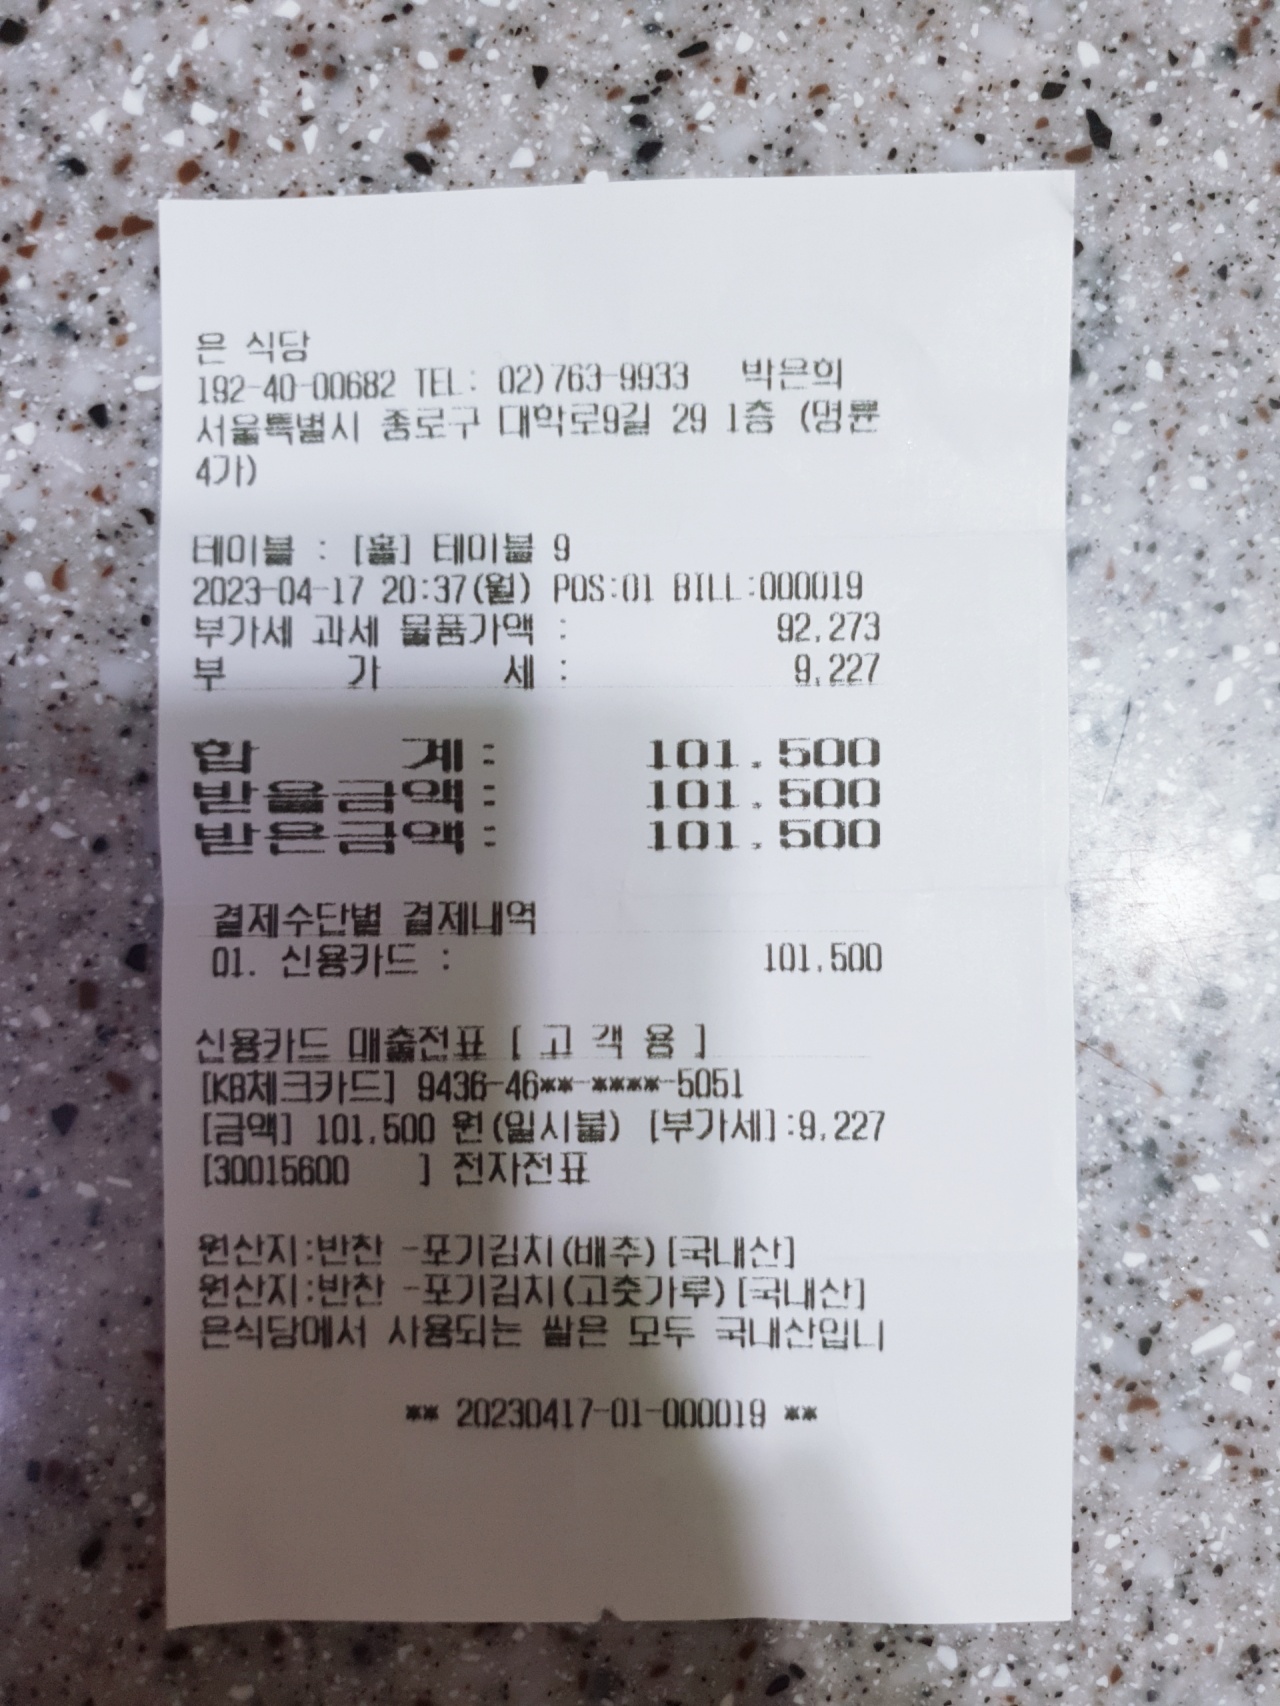 은 식당
192-40-00682 TEL: 02)763-9933 박은희
서울특별시 종로구 대학로9길 29 1층 (명륜
4가)
테이블 : [홀] 테이블 9
2023-04-17 20:37(월) POS:01 BILL:000019
부가세 과세 물품가액 : 92,273
부 가 세 : 9,227
합 계 : 101,500
받을금액 : 101,500
받은금액 : 101,500
결제수단별 결제내역
01. 신용카드 : 101,500
신용카드 매출전표 [ 고 객 용 ]
[KB체크카드] 9436-46**-****-5051
[금액] 101,500 원(일시불) [부가세]:9,227
[30015600 ] 전자전표
원산지:반찬 -포기김치(배추)[국내산]
원산지:반찬 -포기김치(고춧가루)[국내산]
은식당에서 사용되는 쌀은 모두 국내산입니
** 20230417-01-000019 **